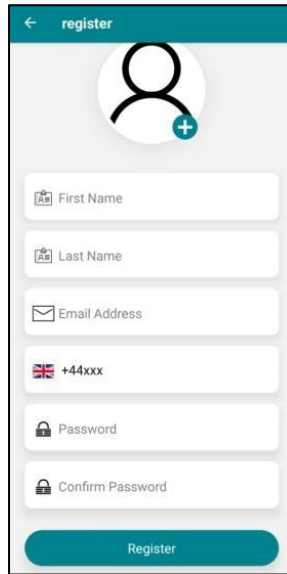 register
First Name
Last Name
Email Address
+44xxx
Password
Confirm Password
Register